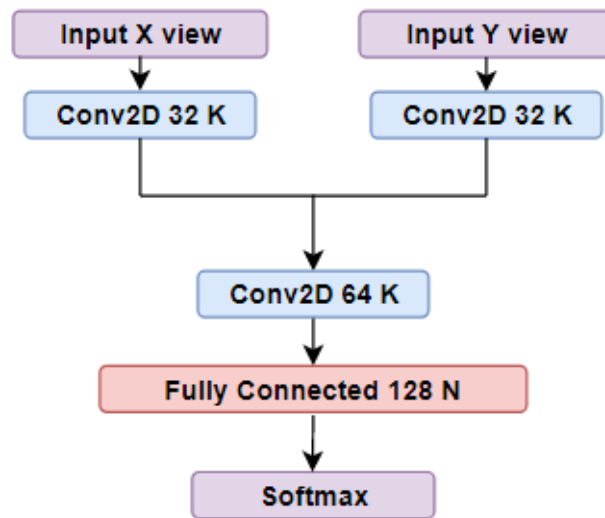 Input X view
Input Y view
Conv2D 32 K
Conv2D 32 K
Conv2D 64 K
Fully Connected 128 N
Softmax